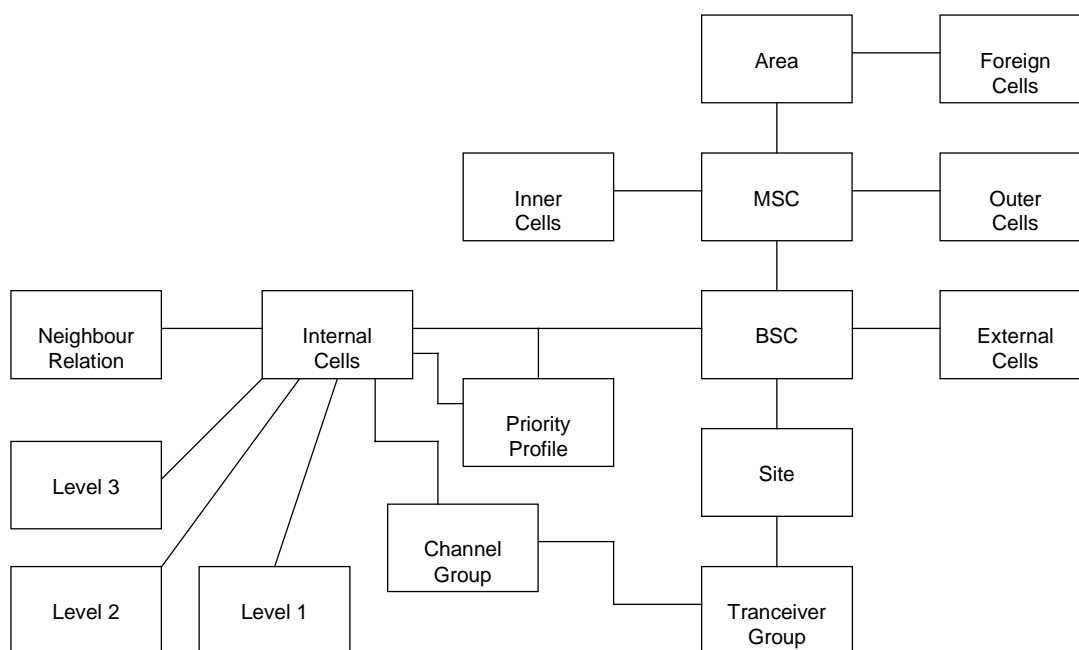 Area
Foreign
Cells
Inner
Cells
MSC
Outer
Cells
Neighbour
Relation
Internal
Cells
BSC
External
Cells
Priority
Profile
Level 3
Site
Channel
Group
Level 2
Level 1
Tranceiver
Group